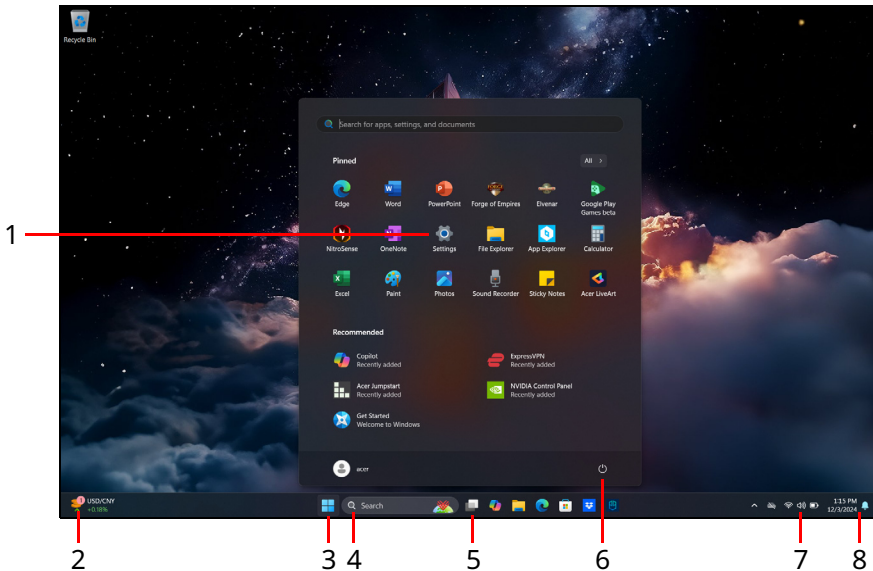 Recycle Bin
Search for apps, settings, and documents
Pinned
All >
Edge
Word
PowerPoint
Forge of Empires
Elvenar
Google Play Games beta
1
NitroSense
OneNote
Settings
File Explorer
App Explorer
Calculator
Excel
Paint
Photos
Sound Recorder
Sticky Notes
Acer LiveArt
Recommended
Copilot
Recently added
ExpressVPN
Recently added
Acer Jumpstart
Recently added
NVIDIA Control Panel
Recently added
Get Started
Welcome to Windows
acer
1
USD/CNY
+0.18%
Search
1:15 PM
12/3/2024
2 3 4 5 6 7 8